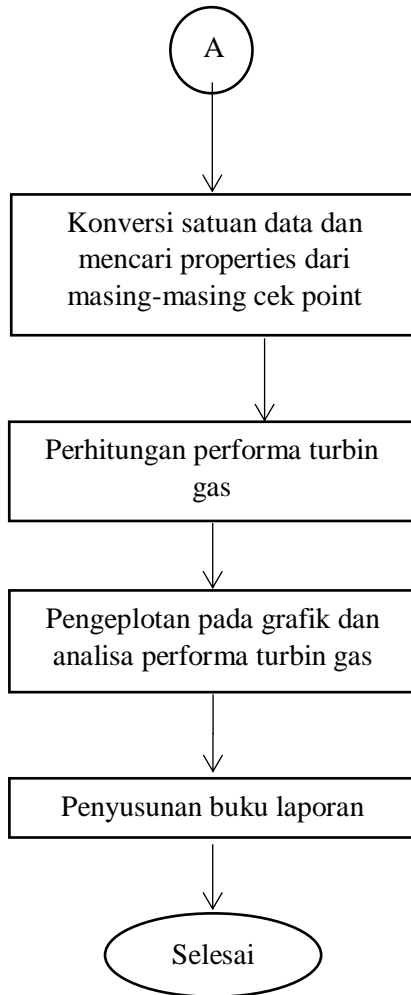 A
Konversi satuan data dan
mencari properties dari
masing-masing cek point
Perhitungan performa turbin
gas
Pengeplotan pada grafik dan
analisa performa turbin gas
Penyusunan buku laporan
Selesai